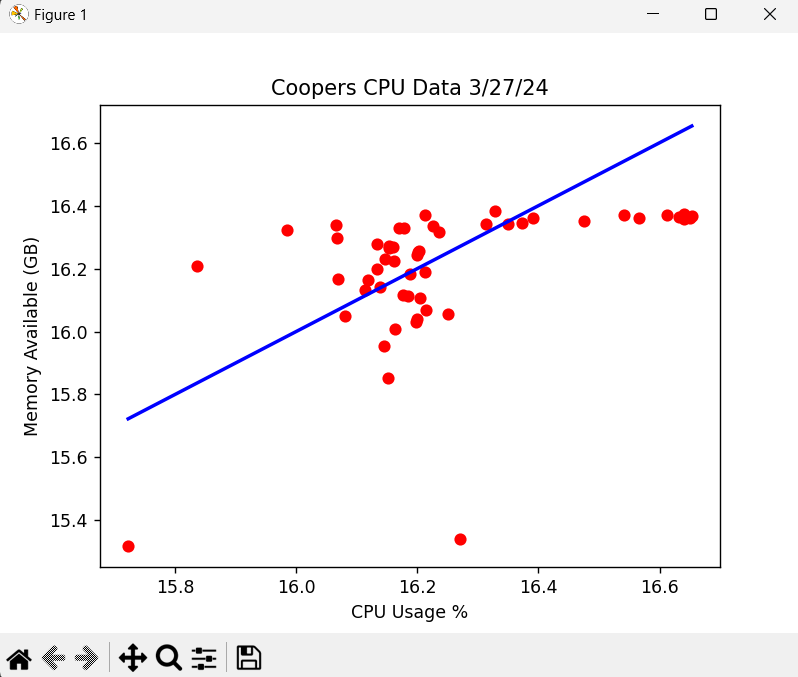 Figure 1
Coopers CPU Data 3/27/24
16.6
16.4
16.2
16.0
15.8
15.6
15.4
Memory Available (GB)
15.8 16.0 16.2 16.4 16.6
CPU Usage %